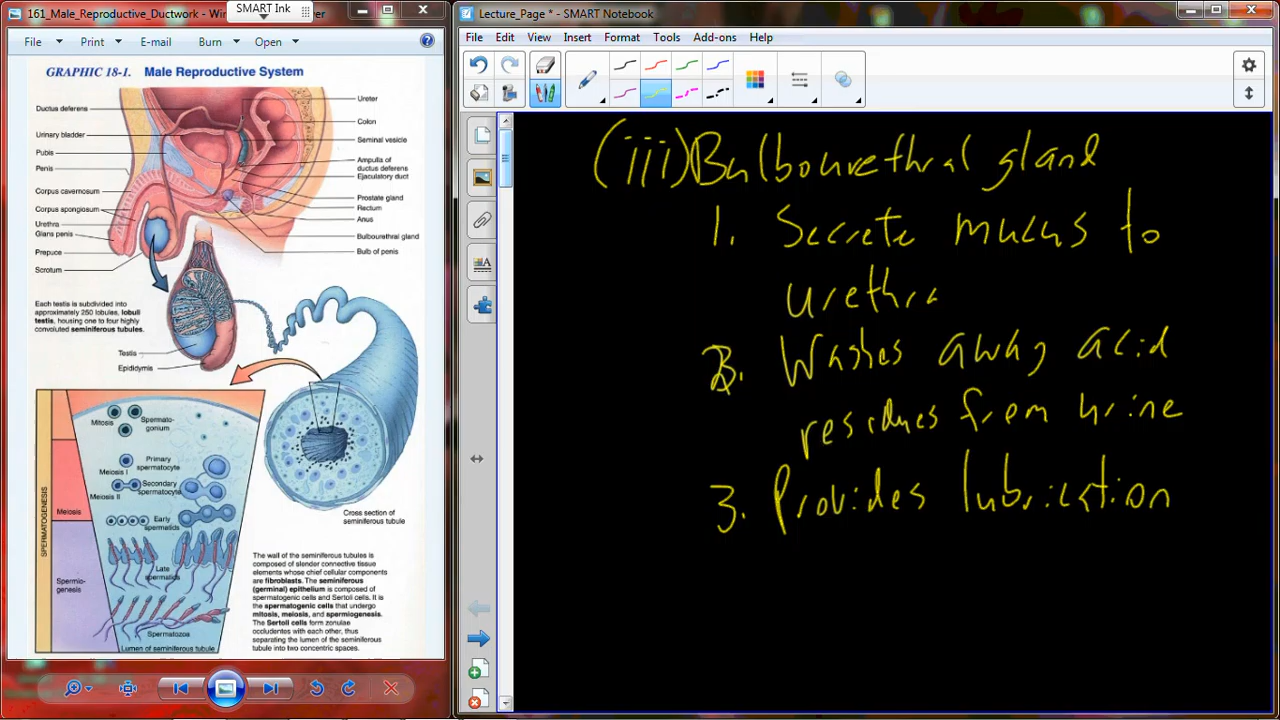 161_Male_Reproductive_Ductwork - Win
SMART Ink
File
Print
E-mail
Burn
Open
GRAPHIC 18-1. Male Reproductive System
Ductus deferens
Urinary bladder
Pubis
Penis
Corpus cavernosum
Corpus spongiosum
Urethra
Glans penis
Prepuce
Scrotum
Ureter
Colon
Seminal vesicle
Ampulla of
ductus deferens
Ejaculatory duct
Prostate gland
Rectum
Anus
Bulbourethral gland
Bulb of penis
Each testis is subdivided into
approximately 250 lobules, lobuli
testis, housing one to four highly
convoluted seminiferous tubules.
Testis
Epididymis
Mitosis
Spermato-
gonium
Meiosis I
Primary
spermatocyte
Meiosis II
Secondary
spermatocyte
Early
spermatids
Late
spermatids
Spermatozoa
Lumen of seminiferous tubule
SPERMATOGENESIS
Meiosis
Spermio-
genesis
Cross section of
seminiferous tubule
The wall of the seminiferous tubules is
composed of slender connective tissue
elements whose chief cellular components
are fibroblasts. The seminiferous
(germinal) epithelium is composed of
spermatogenic cells and Sertoli cells. It is
the spermatogenic cells that undergo
mitosis, meiosis, and spermiogenesis.
The Sertoli cells form zonulae
occludentes with each other, thus
separating the lumen of the seminiferous
tubule into two concentric spaces.
Lecture_Page * - SMART Notebook
File Edit View Insert Format Tools Add-ons Help
(iii) Bulbourethral gland
1. Secrete mucus to
urethra
2. Washes away acid
residues from urine
3. Provides lubrication